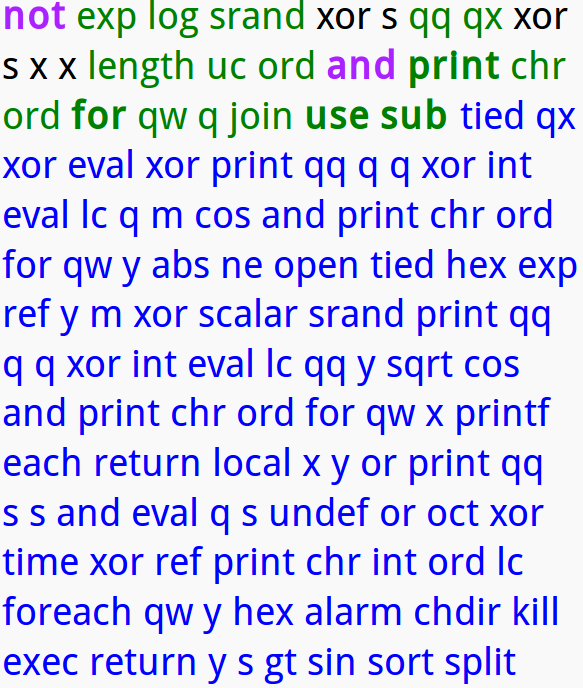 not exp log srand xor s qq qx xor
s x x length uc ord and print chr
ord for qw q join use sub tied qx
xor eval xor print qq q q xor int
eval lc q m cos and print chr ord
for qw y abs ne open tied hex exp
ref y m xor scalar srand print qq
q q xor int eval lc qq y sqrt cos
and print chr ord for qw x printf
each return local x y or print qq
s s and eval q s undef or oct xor
time xor ref print chr int ord lc
foreach qw y hex alarm chdir kill
exec return y s gt sin sort split